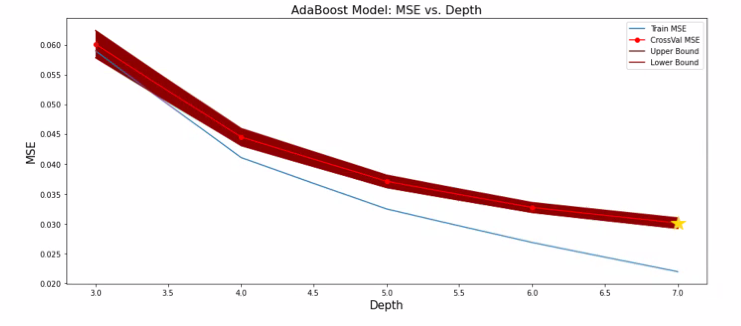 AdaBoost Model: MSE vs. Depth
Train MSE
CrossVal MSE
Upper Bound
Lower Bound
0.060
0.055
0.050
0.045
0.040
0.035
0.030
0.025
0.020
MSE
3.0 3.5 4.0 4.5 5.0 5.5 6.0 6.5 7.0
Depth